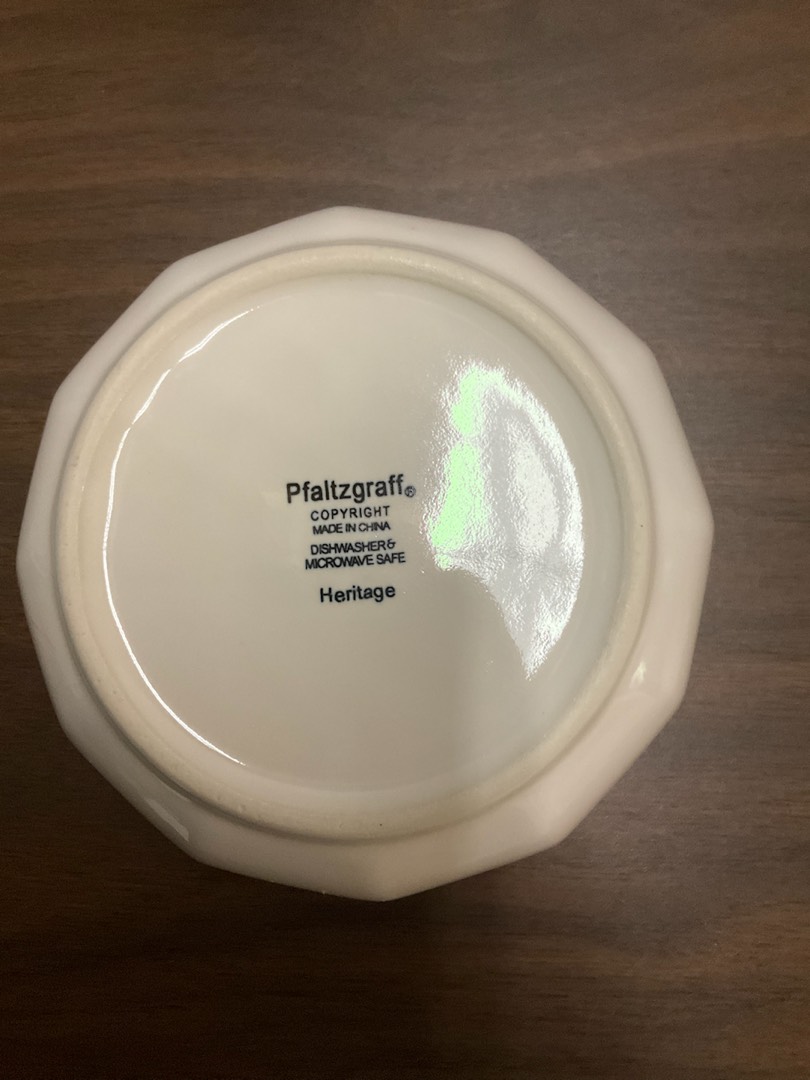 Pfaltzgraff®
COPYRIGHT
MADE IN CHINA
DISHWASHER &
MICROWAVE SAFE
Heritage